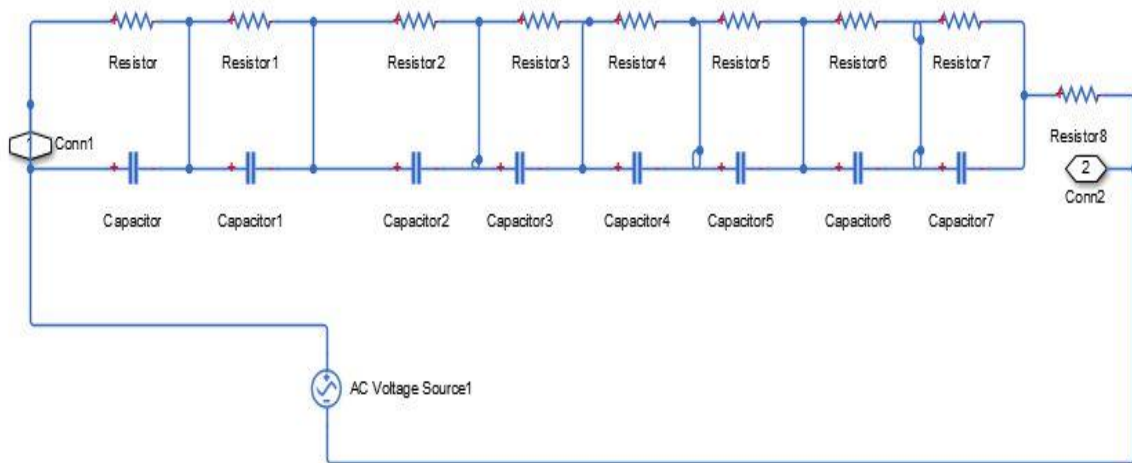 Resistor Resistor1 Resistor2 Resistor3 Resistor4 Resistor5 Resistor6 Resistor7
Conn1
Resistor8
2
Conn2
Capacitor Capacitor1 Capacitor2 Capacitor3 Capacitor4 Capacitor5 Capacitor6 Capacitor7
AC Voltage Source1